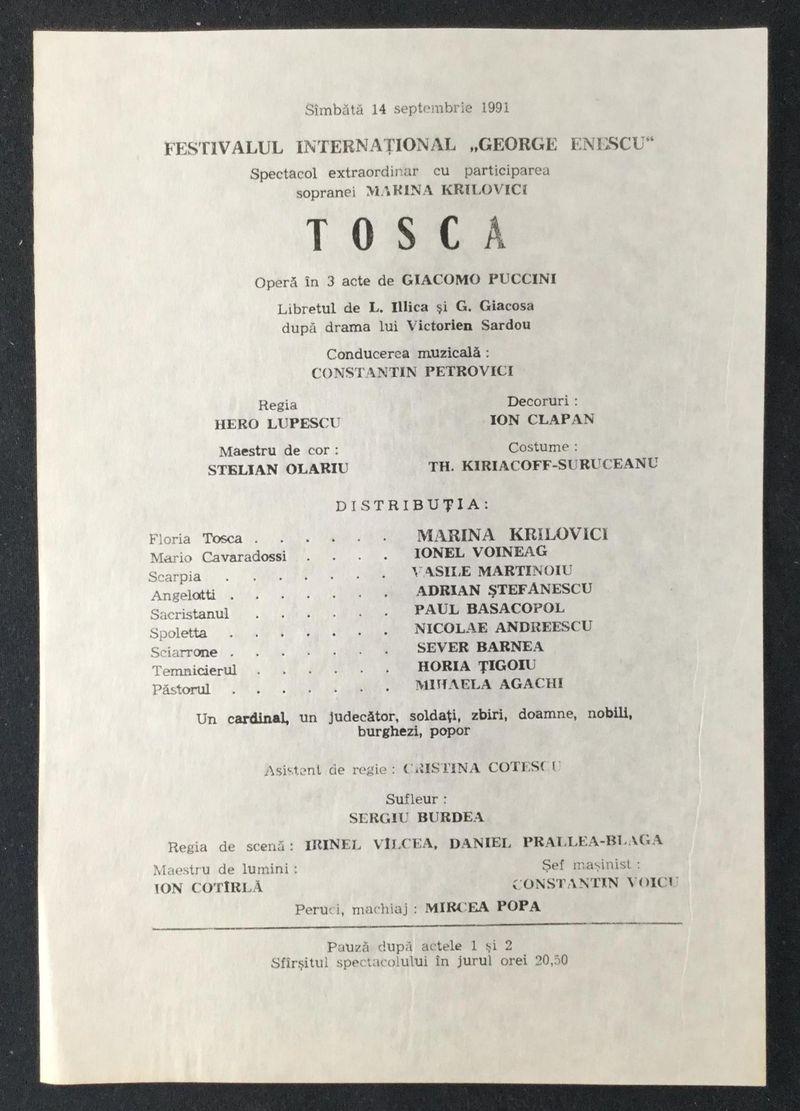 Sîmbătă 14 septembrie 1991
FESTIVALUL INTERNAȚIONAL „GEORGE ENESCU“
Spectacol extraordinar cu participarea
sopranei MARINA KRILOVICI
TOSCA
Operă în 3 acte de GIACOMO PUCCINI
Libretul de L. Illica și G. Giacosa
după drama lui Victorien Sardou
Conducerea muzicală :
CONSTANTIN PETROVICI
Regia
HERO LUPESCU
Decoruri :
ION CLAPAN
Maestru de cor :
STELIAN OLARIU
Costume :
TH. KIRIACOFF-SURUCEANU
DISTRIBUȚIA:
Floria Tosca . . . . . . MARINA KRILOVICI
Mario Cavaradossi . . . . IONEL VOINEAG
Scarpia . . . . . . . VASILE MARTINOIU
Angelotti . . . . . . . ADRIAN ȘTEFĂNESCU
Sacristanul . . . . . . PAUL BASACOPOL
Spoletta . . . . . . . NICOLAE ANDREESCU
Sciarrone . . . . . . . SEVER BARNEA
Temnicierul . . . . . . HORIA ȚIGOIU
Păstorul . . . . . . . MIHAELA AGACHI
Un cardinal, un judecător, soldați, zbiri, doamne, nobili,
burghezi, popor
Asistent de regie : CRISTINA COTESCU
Sufleur :
SERGIU BURDEA
Regia de scenă : IRINEL VÎLCEA, DANIEL PRALLEA-BLAGA
Maestru de lumini :
ION COTÎRLĂ
Șef mașinist :
CONSTANTIN VOICU
Peruci, machiaj : MIRCEA POPA
Pauză după actele 1 și 2
Sfîrșitul spectacolului în jurul orei 20,50